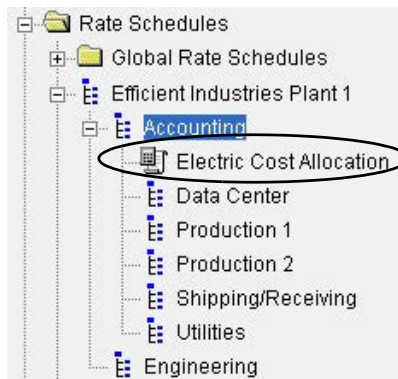 Rate Schedules
Global Rate Schedules
Efficient Industries Plant 1
Accounting
Electric Cost Allocation
Data Center
Production 1
Production 2
Shipping/Receiving
Utilities
Engineering